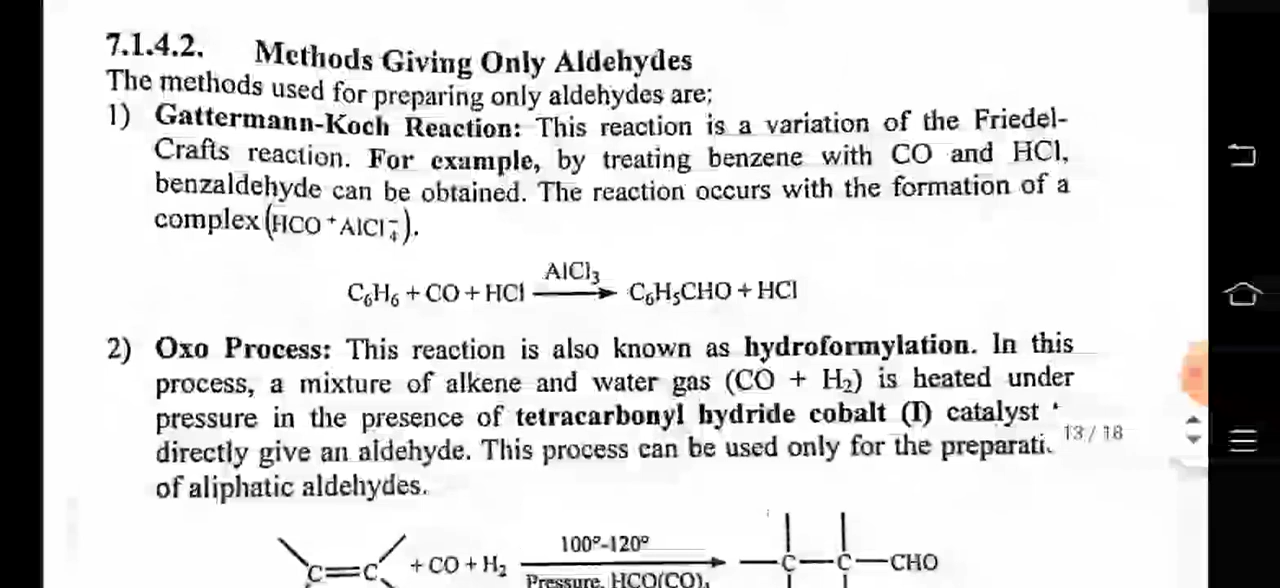 7.1.4.2. Methods Giving Only Aldehydes
The methods used for preparing only aldehydes are;
1) Gattermann-Koch Reaction: This reaction is a variation of the Friedel-
Crafts reaction. For example, by treating benzene with CO and HCl,
benzaldehyde can be obtained. The reaction occurs with the formation of a
complex (HCO⁺AlCl₄⁻).
AlCl₃
C₆H₆ + CO + HCl ⟶ C₆H₅CHO + HCl
2) Oxo Process: This reaction is also known as hydroformylation. In this
process, a mixture of alkene and water gas (CO + H₂) is heated under
pressure in the presence of tetracarbonyl hydride cobalt (I) catalyst
directly give an aldehyde. This process can be used only for the
13 / 18
of aliphatic aldehydes.
100°-120°
C=C + CO + H₂ ⟶ —C—C—CHO
Pressure, HCO(CO)₄